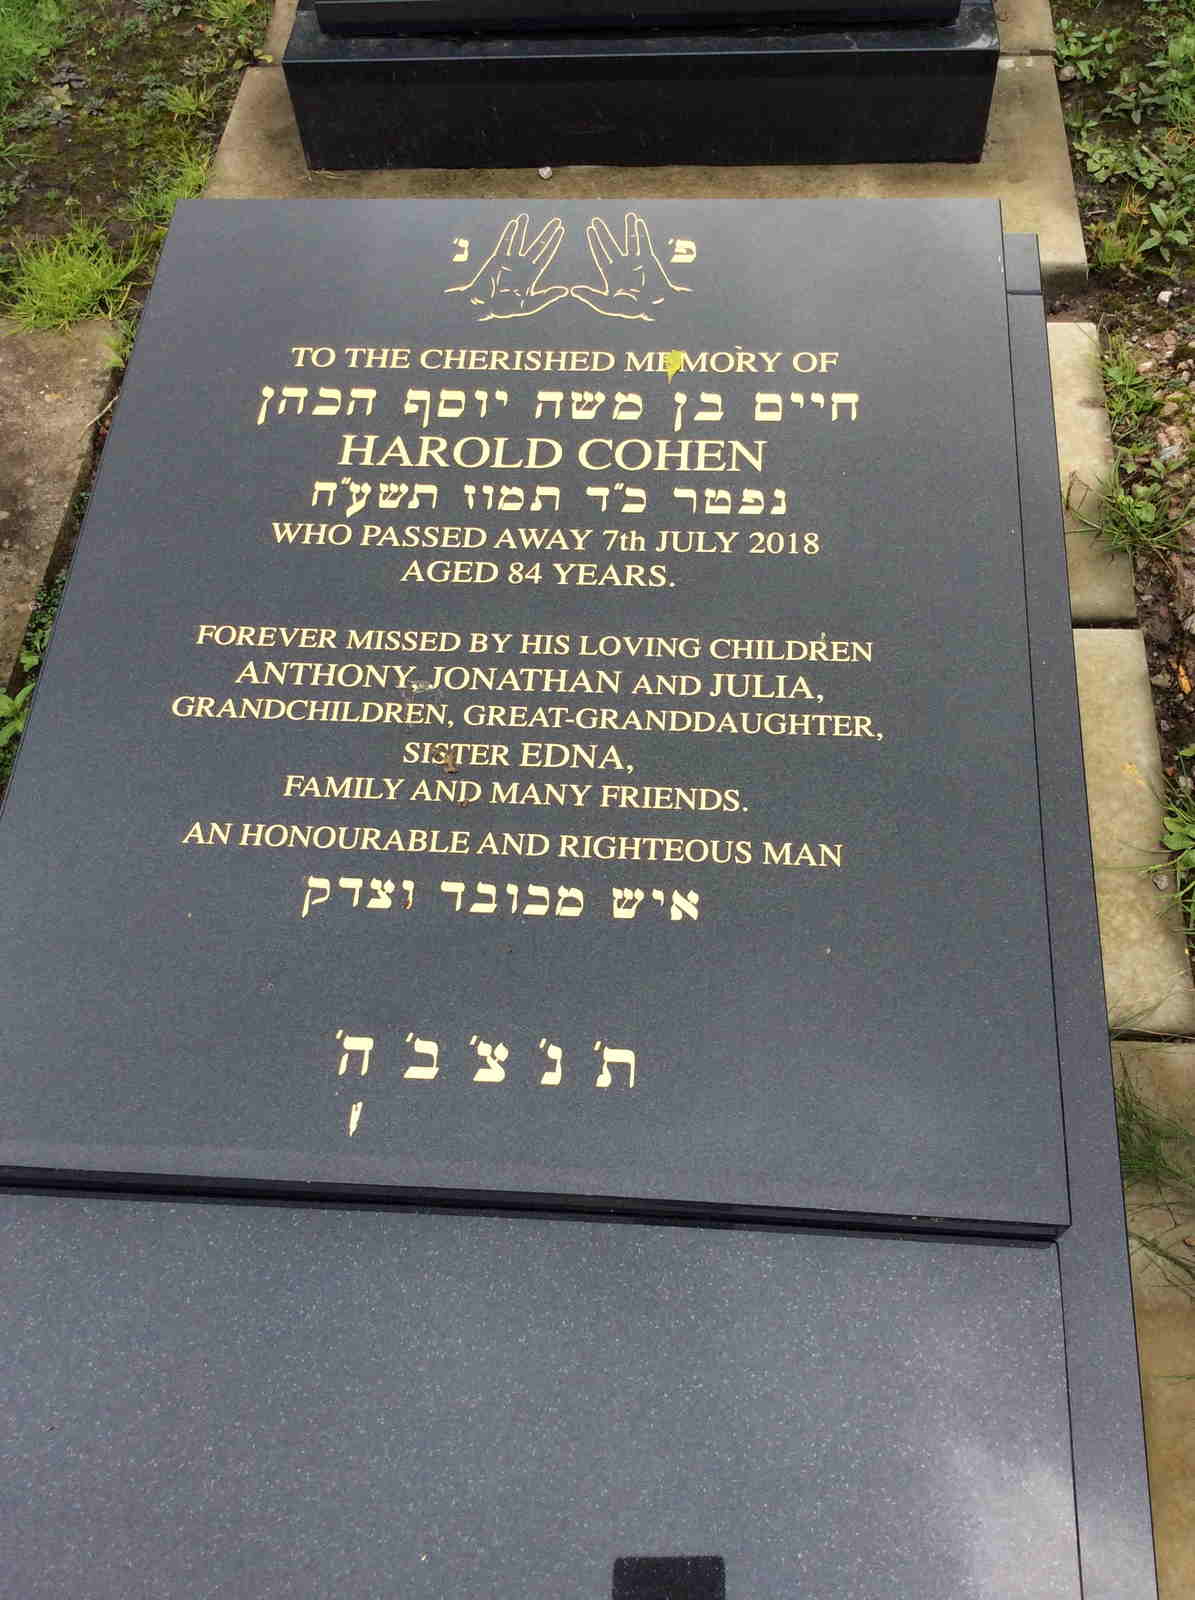 פ' נ'
TO THE CHERISHED MEMORY OF
חיים בן משה יוסף הכהן
HAROLD COHEN
נפטר כ"ד תמוז תשע"ח
WHO PASSED AWAY 7th JULY 2018
AGED 84 YEARS.
FOREVER MISSED BY HIS LOVING CHILDREN
ANTHONY, JONATHAN AND JULIA,
GRANDCHILDREN, GREAT-GRANDDAUGHTER,
SISTER EDNA,
FAMILY AND MANY FRIENDS.
AN HONOURABLE AND RIGHTEOUS MAN
איש מכובד וצדק
ת' נ' צ' ב' ה'